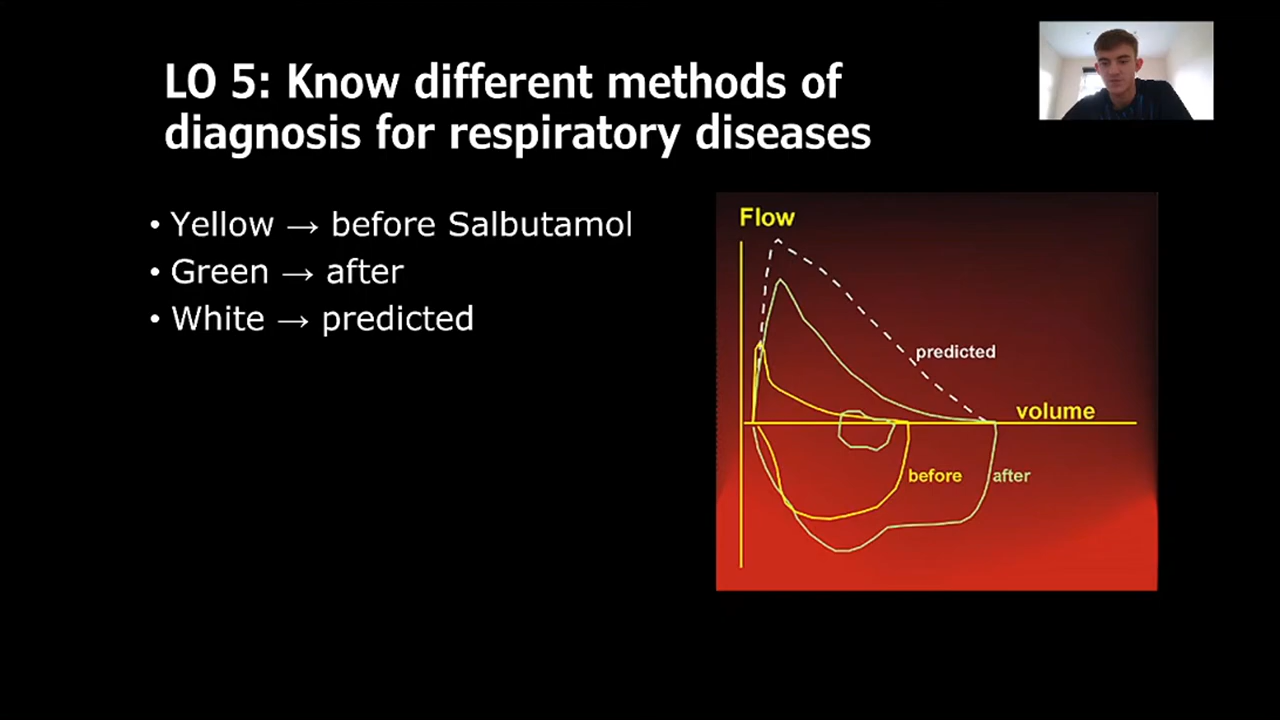 LO 5: Know different methods of
diagnosis for respiratory diseases
• Yellow → before Salbutamol
• Green → after
• White → predicted
Flow
predicted
volume
before
after